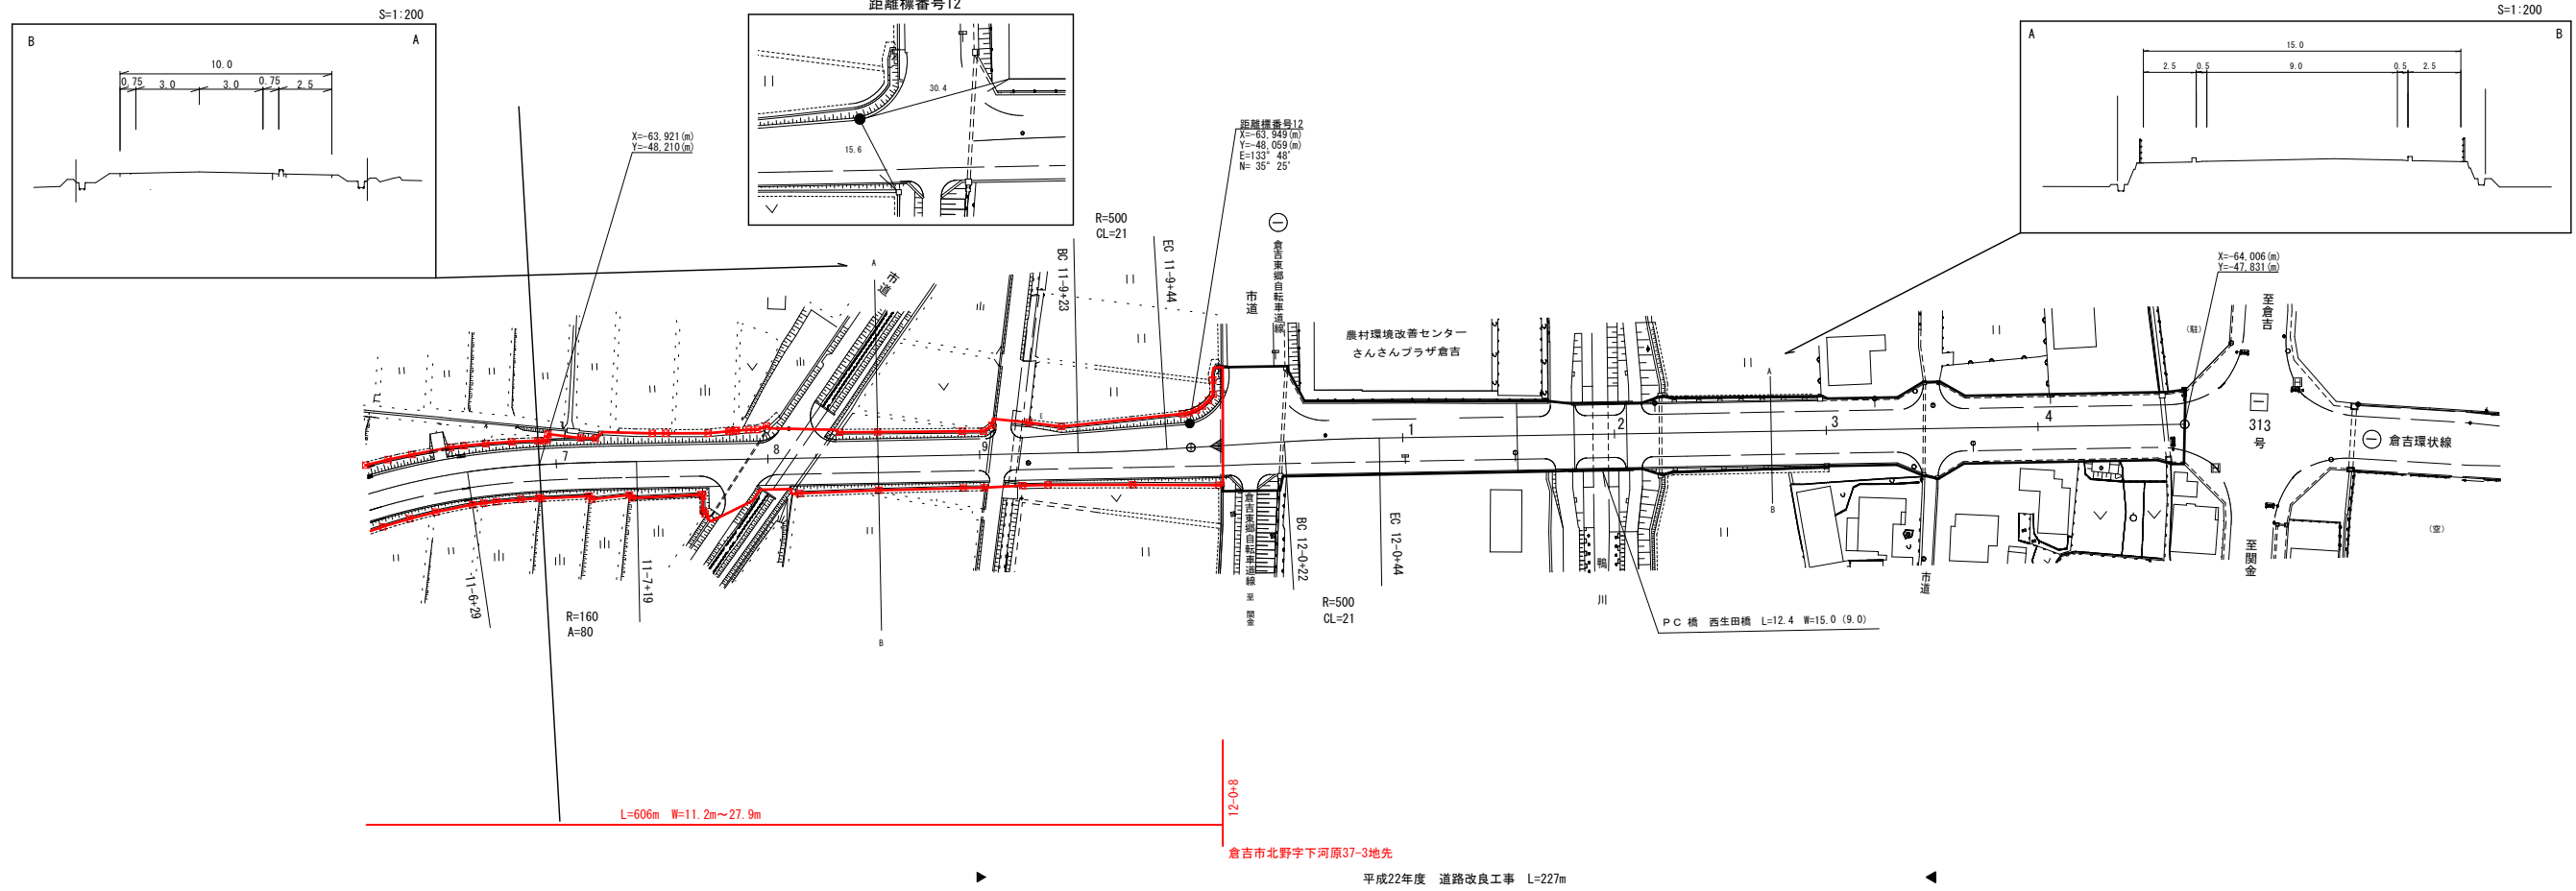 S=1:200
B
A
10.0
0.75
3.0
3.0
0.75
2.5
距離標番号12
30.4
15.6
S=1:200
A
B
15.0
2.5
0.5
9.0
0.5
2.5
X=-63,921(m)
Y=-48,210(m)
距離標番号12
X=-63,949(m)
Y=-48,059(m)
E=133° 48'
N= 35° 25'
R=500
CL=21
BC 11-9+23
EC 11-9+44
市道
倉吉東郷自転車道線
市道
A
農村環境改善センター
さんさんプラザ倉吉
X=-64,006(m)
Y=-47,831(m)
至倉吉
(駐)
A
313
号
倉吉環状線
7
8
9
1
2
3
4
E
倉吉東郷自転車道線 至 関金
BC 12-0+22
EC 12-0+44
11-6+29
11-7+19
R=160
A=80
B
R=500
CL=21
鴨
川
PC 橋 西生田橋 L=12.4 W=15.0 (9.0)
B
市道
至関金
(空)
L=606m W=11.2m～27.9m
12-0+8
倉吉市北野字下河原37-3地先
平成22年度 道路改良工事 L=227m